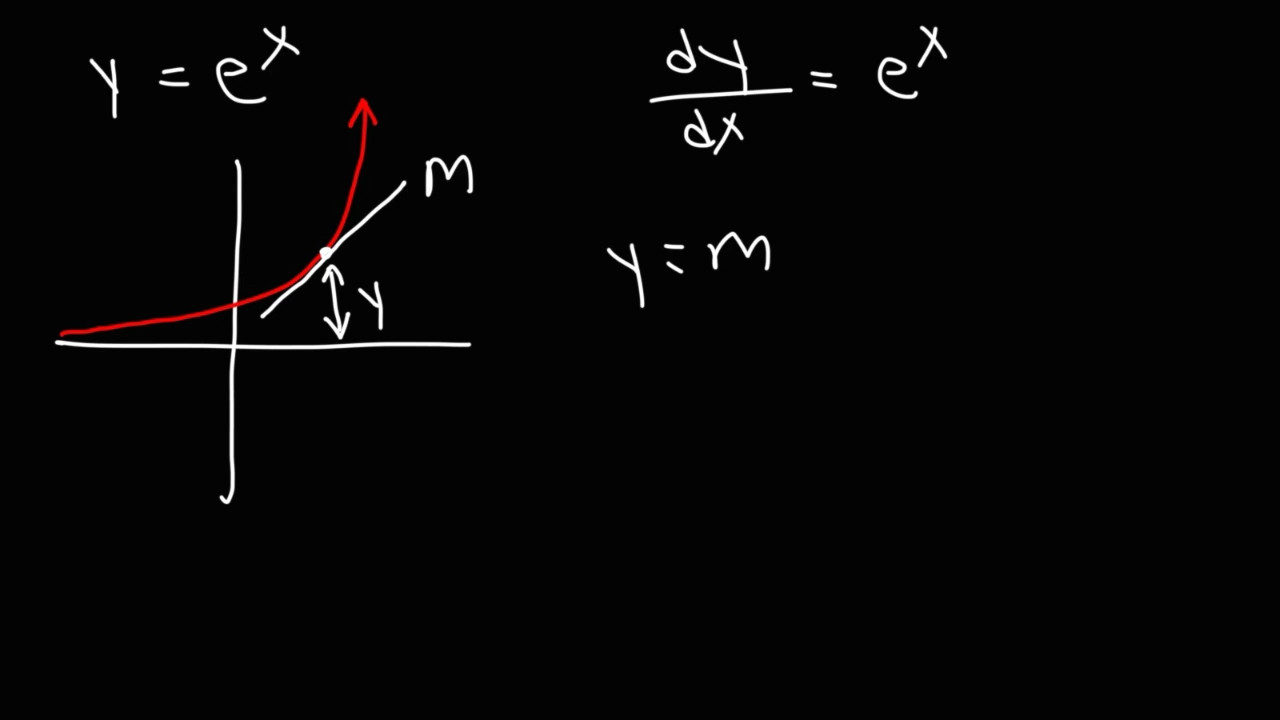 y = e^x
m
y
dy/dx = e^x
y = m